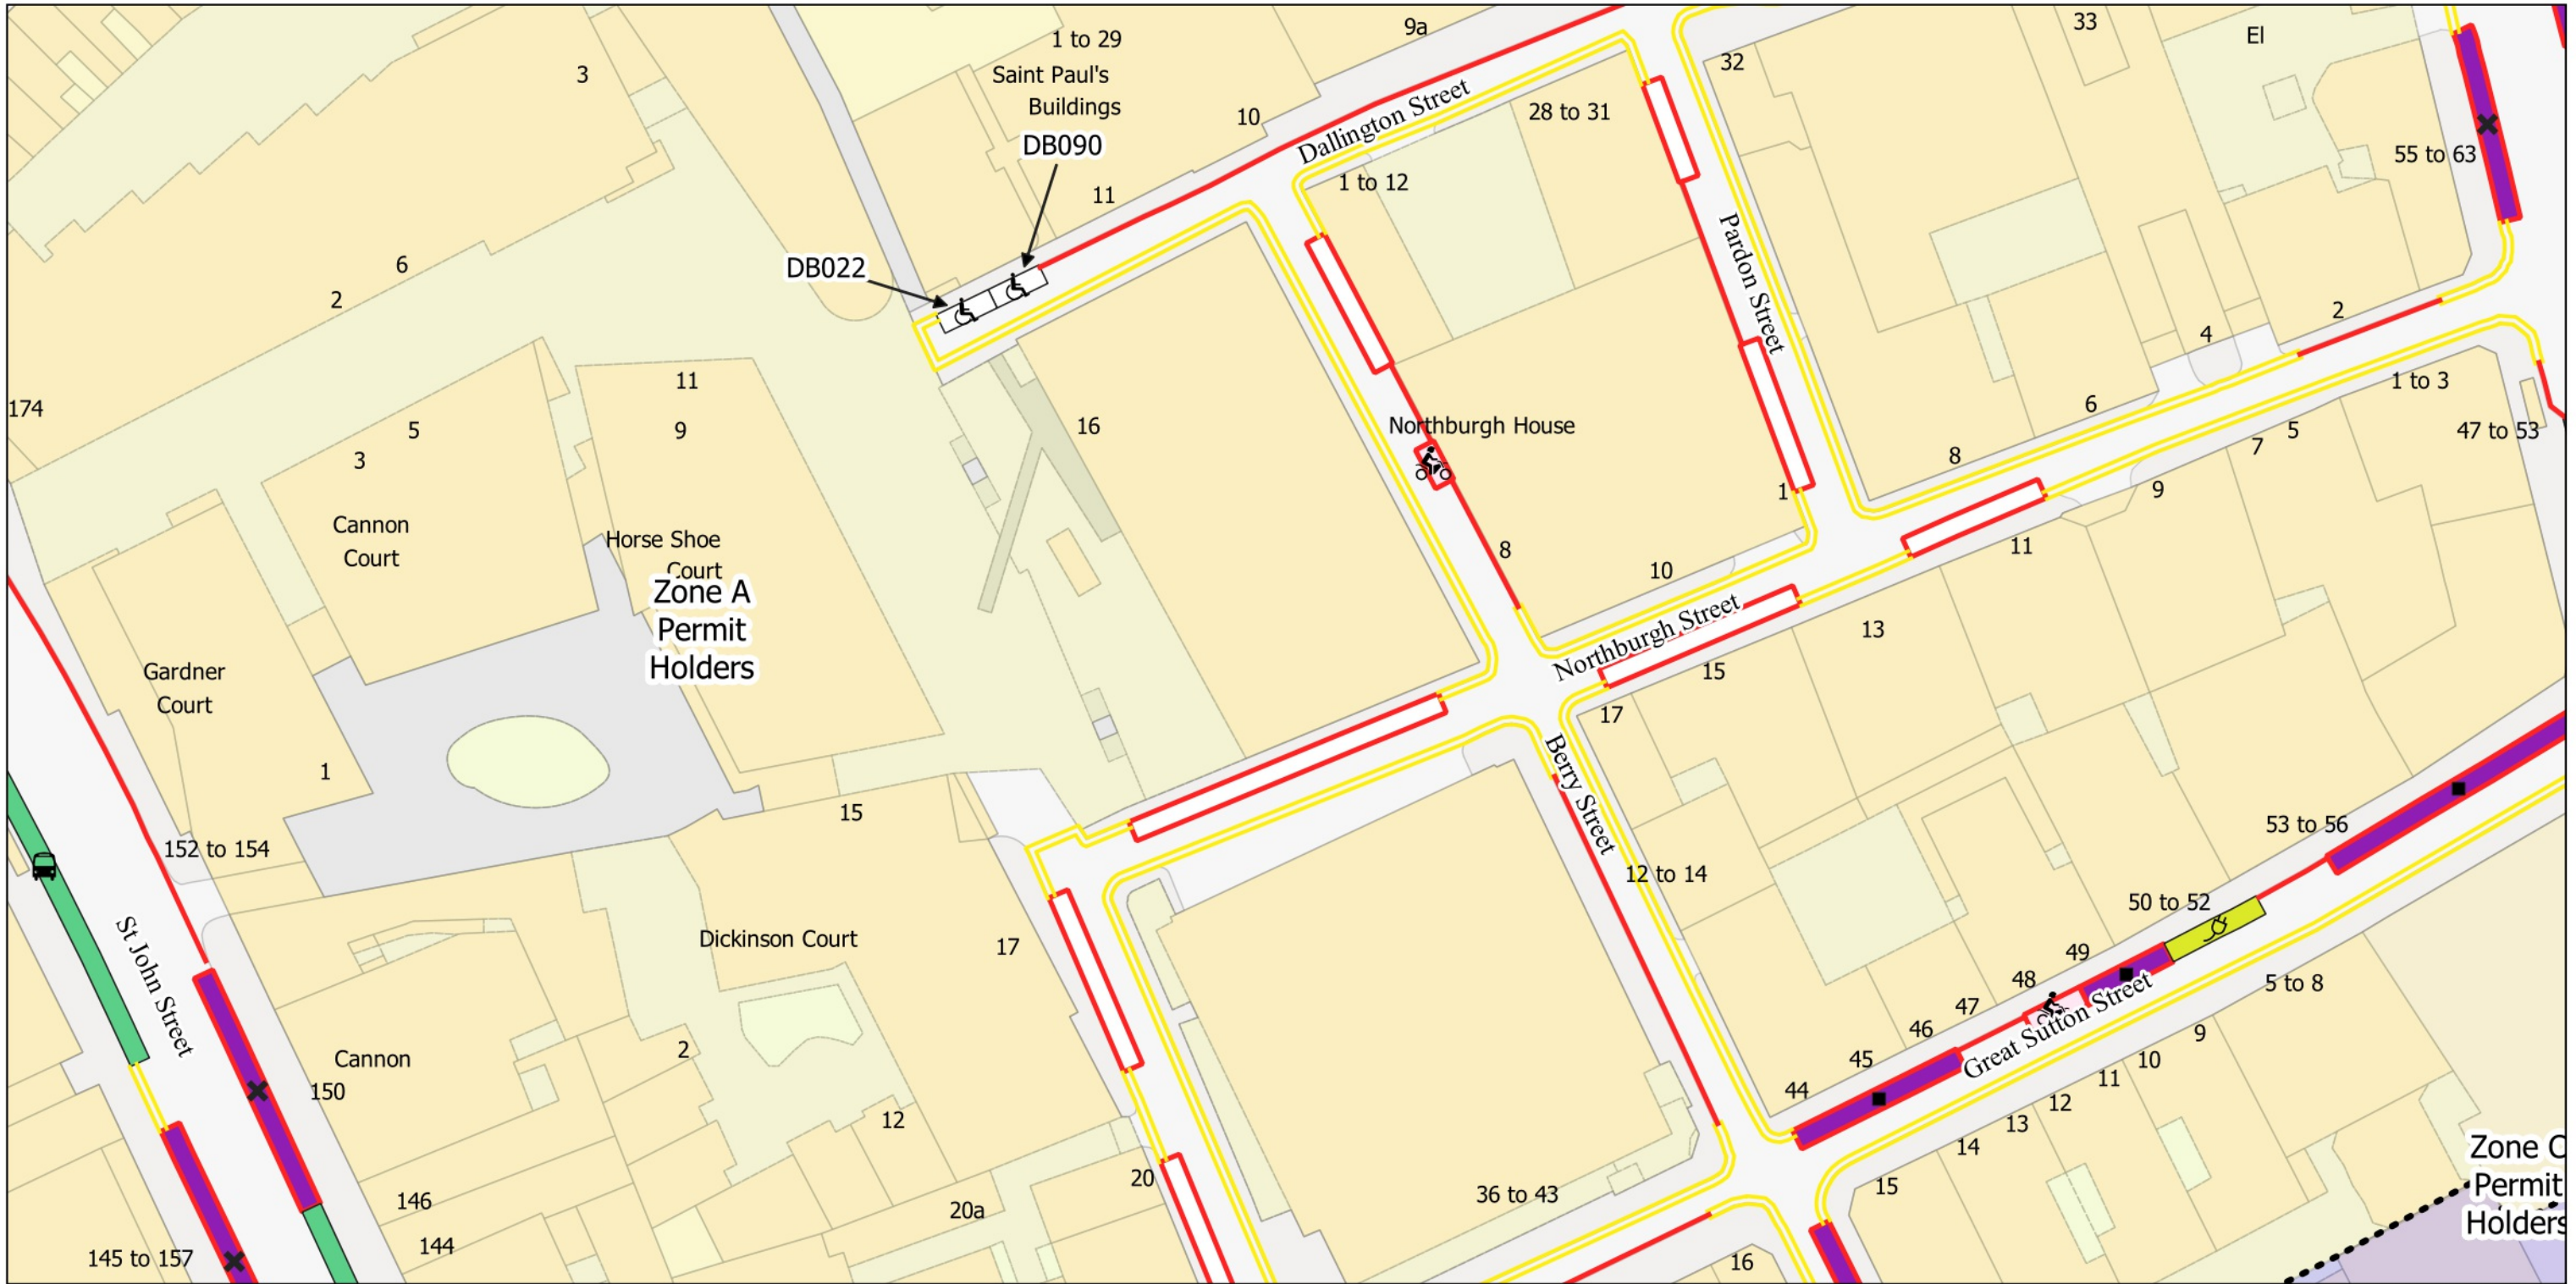 9a
33
El
1 to 29
32
3
Saint Paul's
Buildings
10
28 to 31
DB090
Dallington Street
55 to 63
1 to 12
11
6
DB022
Pardon Street
2
2
4
11
1 to 3
174
5
9
16
Northburgh House
6
47 to 53
3
8
7
5
9
1
Cannon
Court
Horse Shoe
Court
8
11
10
Zone A
Permit
Holders
Northburgh Street
13
Gardner
Court
15
17
1
15
Berry Street
152 to 154
53 to 56
12 to 14
50 to 52
St John Street
Dickinson Court
17
49
48
5 to 8
47
Great Sutton Street
46
9
Cannon
2
45
10
150
44
11
12
12
13
14
Zone C
Permit
Holders
20
15
36 to 43
146
20a
144
145 to 157
16